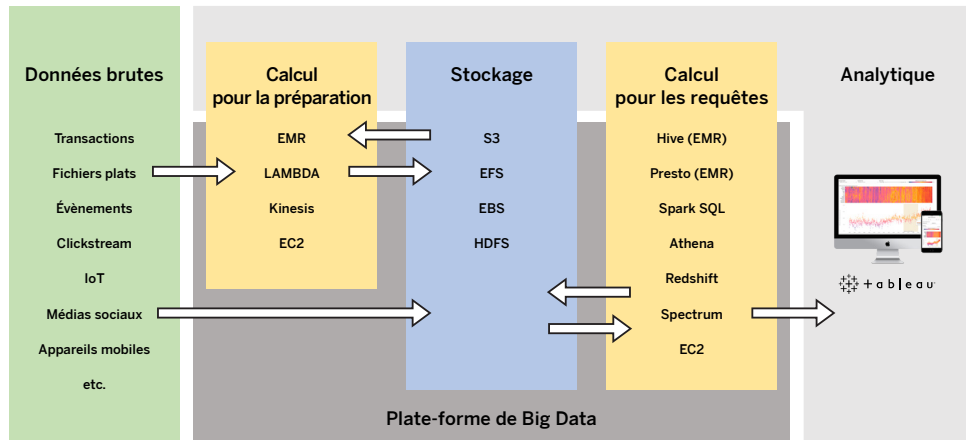 Données brutes
Transactions
Fichiers plats
Évènements
Clickstream
IoT
Médias sociaux
Appareils mobiles
etc.
Calcul
pour la préparation
EMR
LAMBDA
Kinesis
EC2
Stockage
S3
EFS
EBS
HDFS
Calcul
pour les requêtes
Hive (EMR)
Presto (EMR)
Spark SQL
Athena
Redshift
Spectrum
EC2
Analytique
+ableau
Plate-forme de Big Data